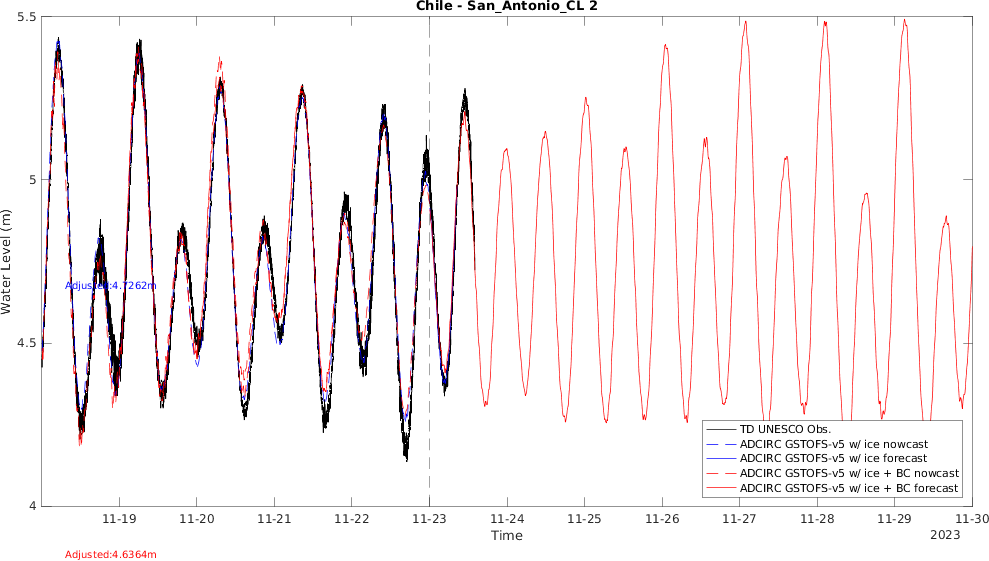 Chile - San_Antonio_CL 2
5.5
5
4.5
4
Water Level (m)
Adjusted:4.7262m
TD UNESCO Obs.
ADCIRC GSTOFS-v5 w/ ice nowcast
ADCIRC GSTOFS-v5 w/ ice forecast
ADCIRC GSTOFS-v5 w/ ice + BC nowcast
ADCIRC GSTOFS-v5 w/ ice + BC forecast
11-19 11-20 11-21 11-22 11-23 11-24 11-25 11-26 11-27 11-28 11-29 11-30
Time
2023
Adjusted:4.6364m